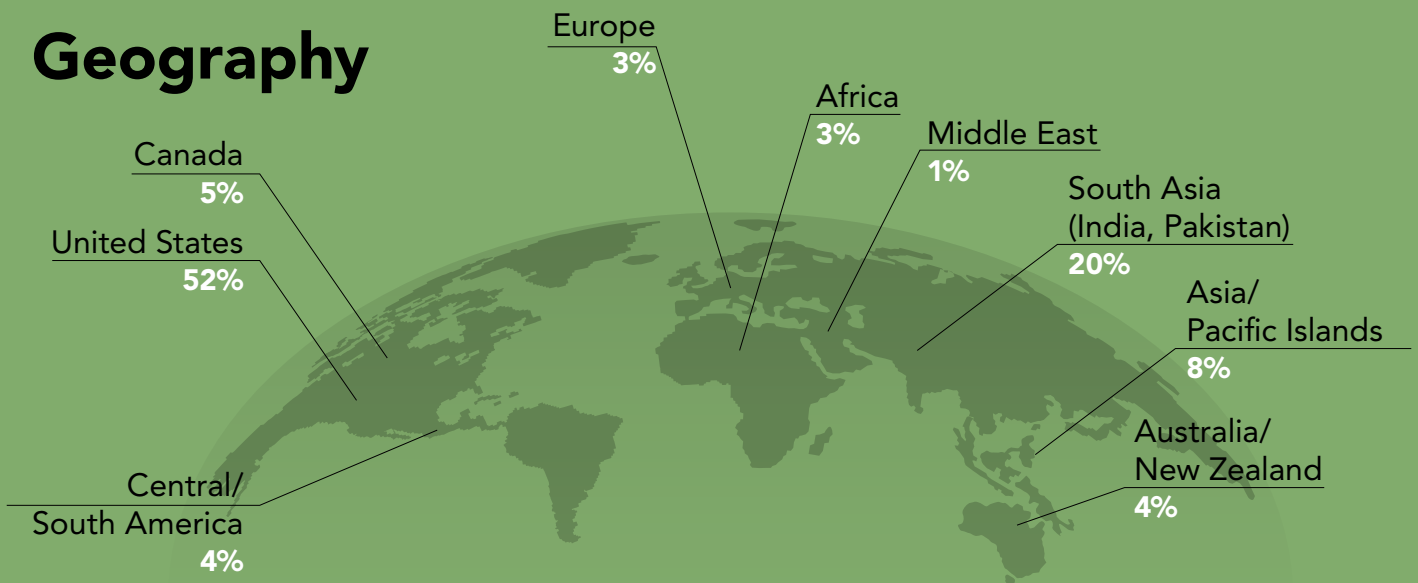 Geography
Europe
3%
Africa
3%
Middle East
1%
Canada
5%
South Asia
(India, Pakistan)
20%
United States
52%
Asia/
Pacific Islands
8%
Australia/
New Zealand
4%
Central/
South America
4%